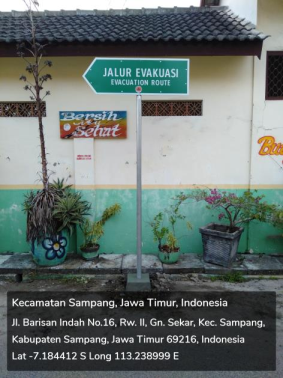 JALUR EVAKUASI
EVACUATION ROUTE
Bersih
Sehat
Kecamatan Sampang, Jawa Timur, Indonesia
Jl. Barisan Indah No.16, Rw. II, Gn. Sekar, Kec. Sampang,
Kabupaten Sampang, Jawa Timur 69216, Indonesia
Lat -7.184412 S Long 113.238999 E